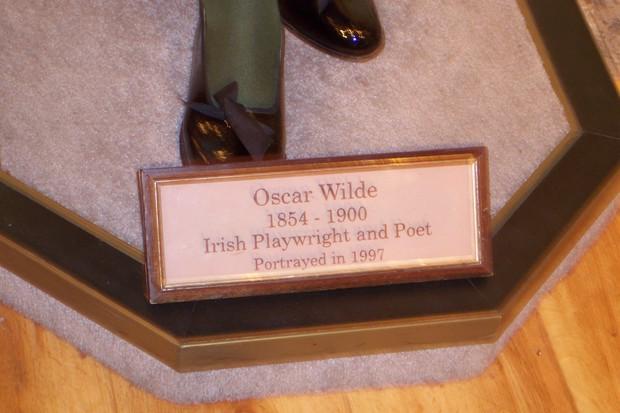 Oscar Wilde
1854 - 1900
Irish Playwright and Poet
Portrayed in 1997